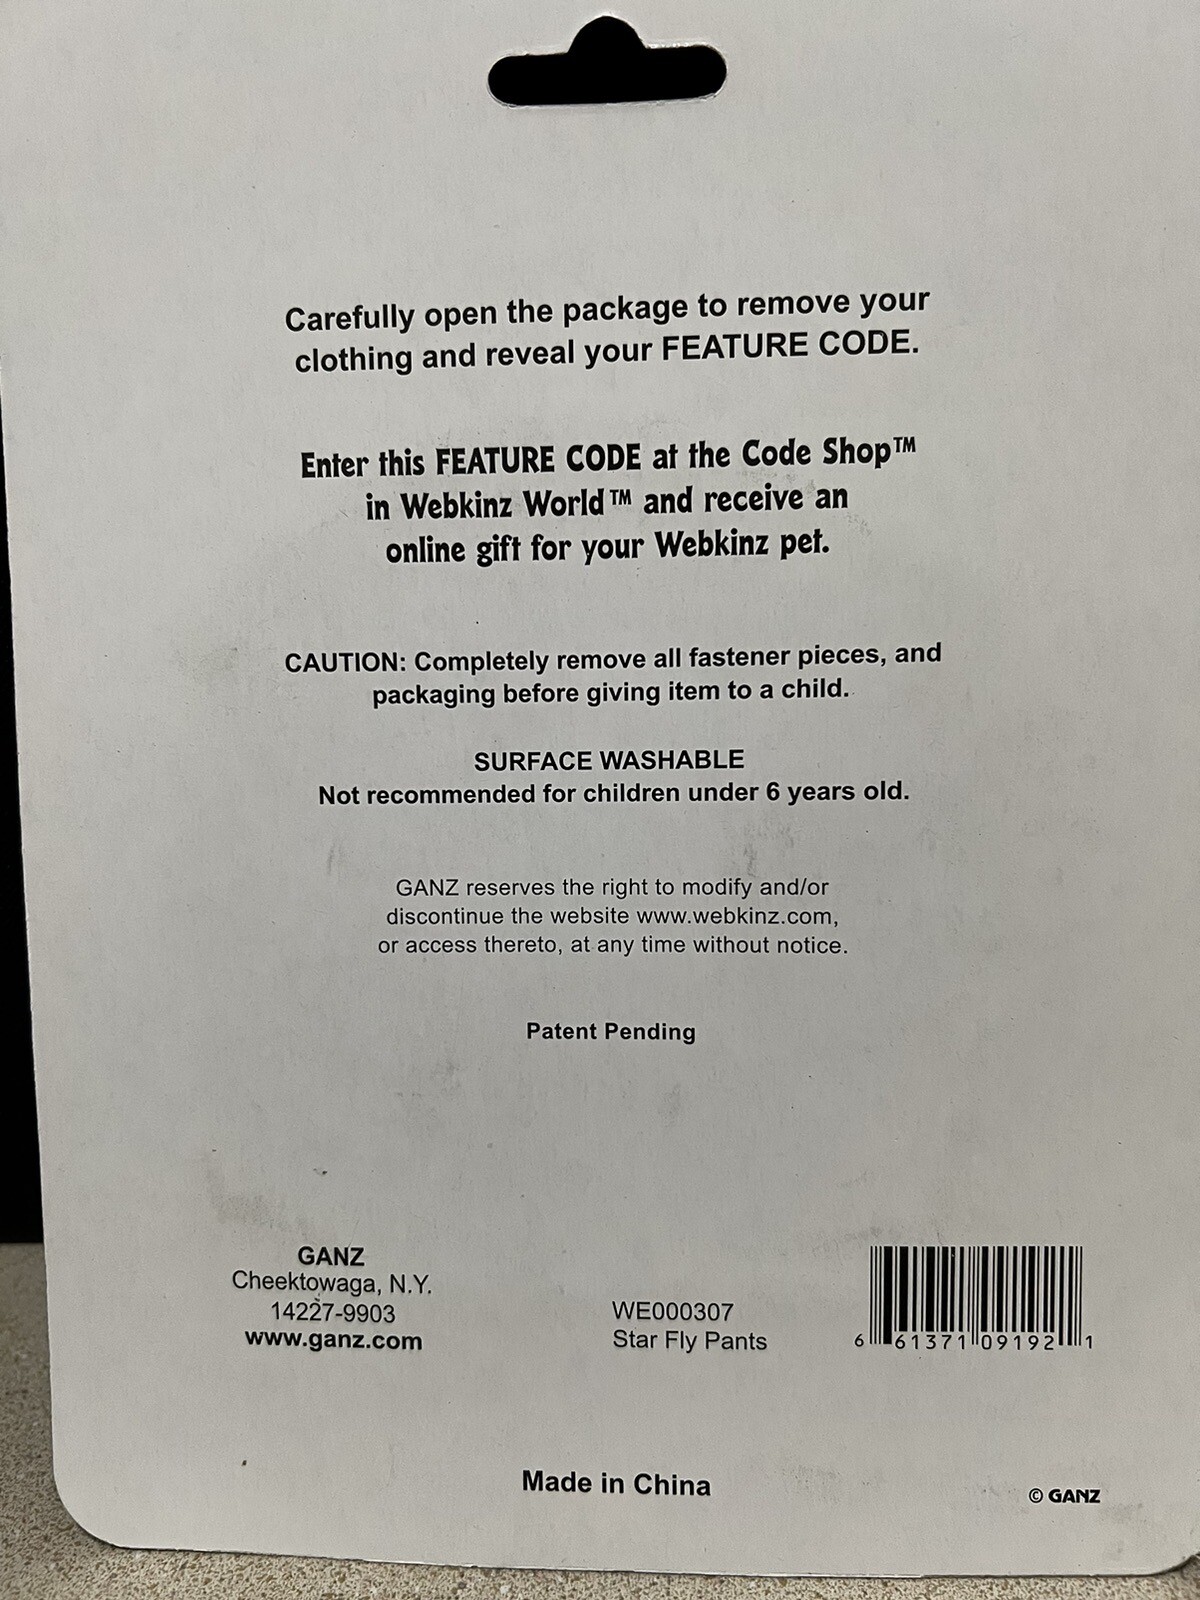 Carefully open the package to remove your
clothing and reveal your FEATURE CODE.
Enter this FEATURE CODE at the Code Shop™
in Webkinz World™ and receive an
online gift for your Webkinz pet.
CAUTION: Completely remove all fastener pieces, and
packaging before giving item to a child.
SURFACE WASHABLE
Not recommended for children under 6 years old.
GANZ reserves the right to modify and/or
discontinue the website www.webkinz.com,
or access thereto, at any time without notice.
Patent Pending
GANZ
Cheektowaga, N.Y.
14227-9903
www.ganz.com
WE000307
Star Fly Pants
6 61371 09192 1
Made in China
© GANZ